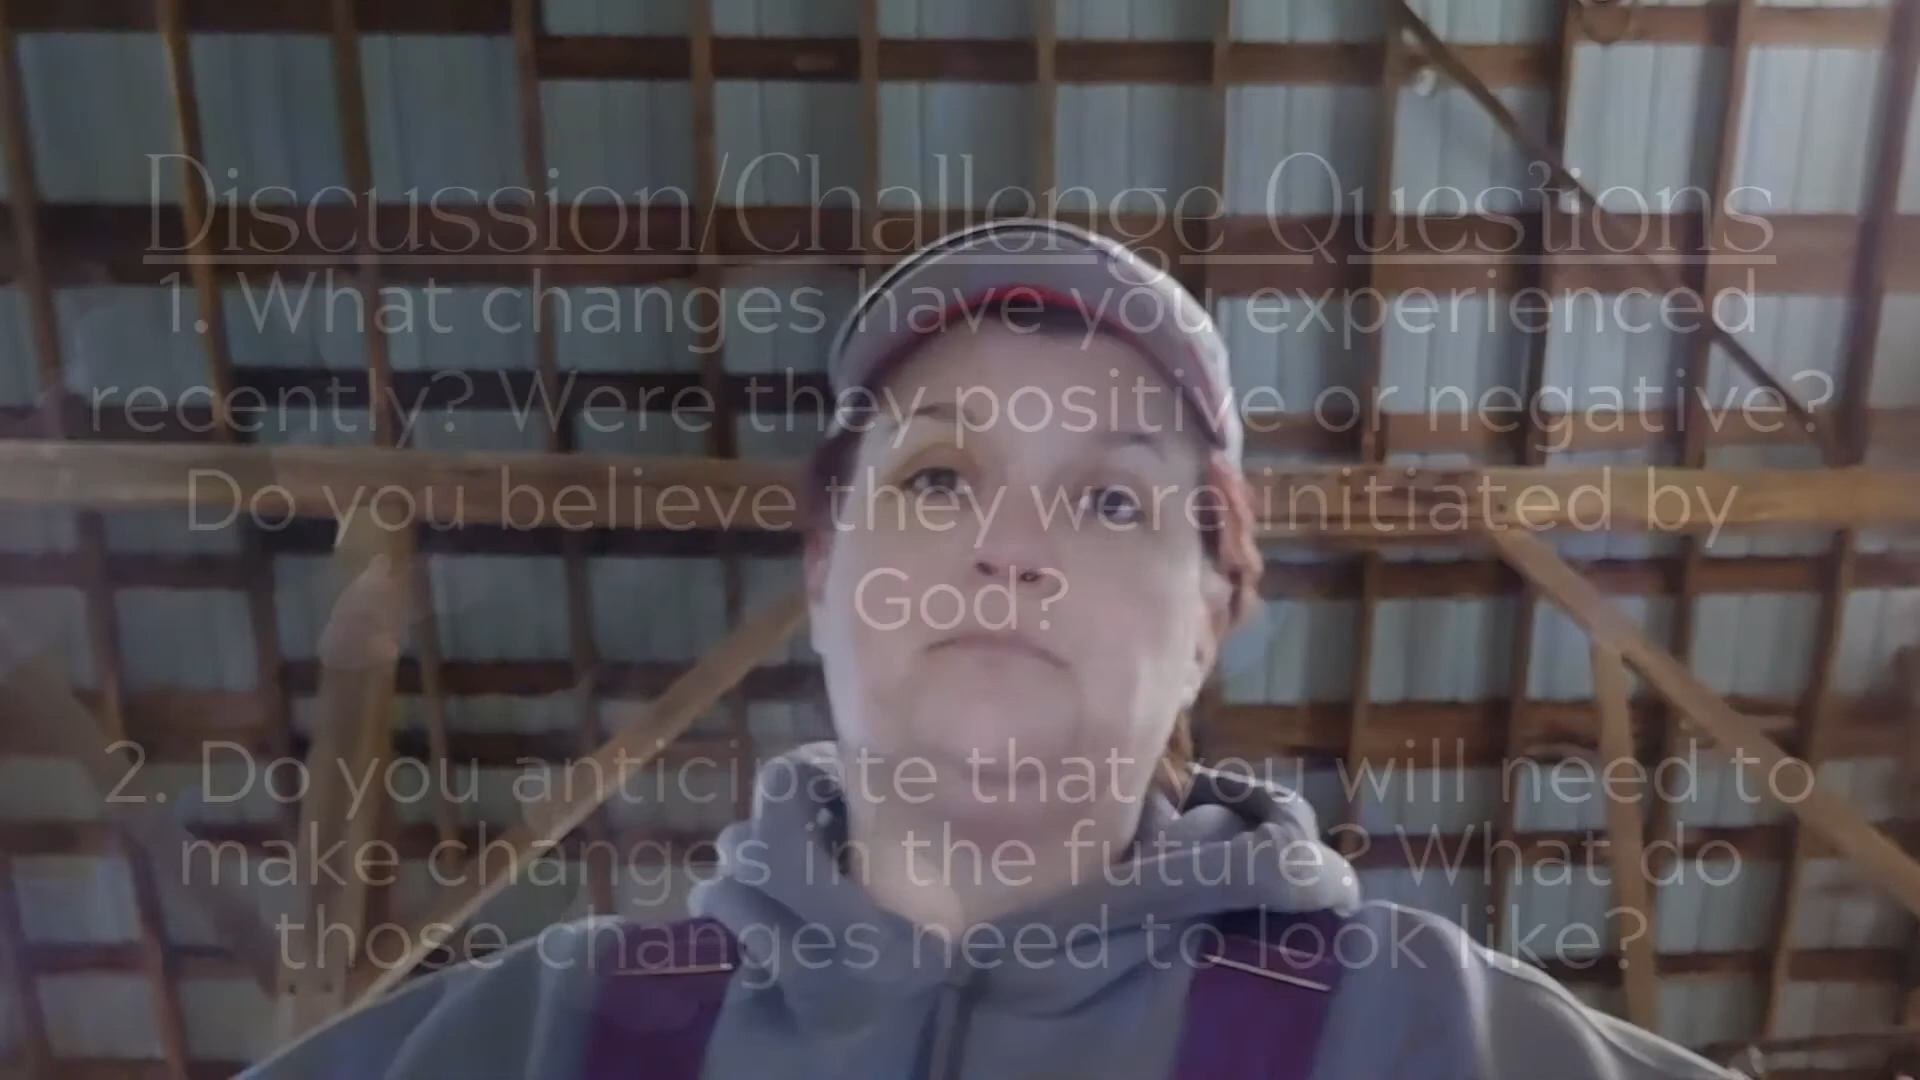 Discussion/Challenge Questions
1. What changes have you experienced
recently? Were they positive or negative?
Do you believe they were initiated by
God?
2. Do you anticipate that you will need to
make changes in the future? What do
those changes need to look like?